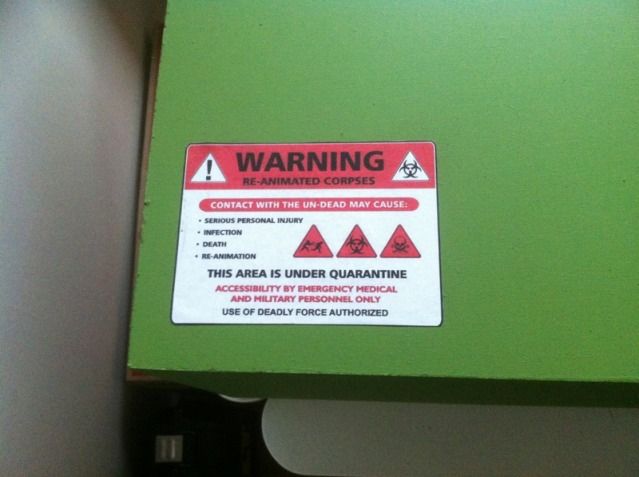 WARNING
RE-ANIMATED CORPSES
CONTACT WITH THE UN-DEAD MAY CAUSE:
• SERIOUS PERSONAL INJURY
• INFECTION
• DEATH
• RE-ANIMATION
THIS AREA IS UNDER QUARANTINE
ACCESSIBILITY BY EMERGENCY MEDICAL
AND MILITARY PERSONNEL ONLY
USE OF DEADLY FORCE AUTHORIZED